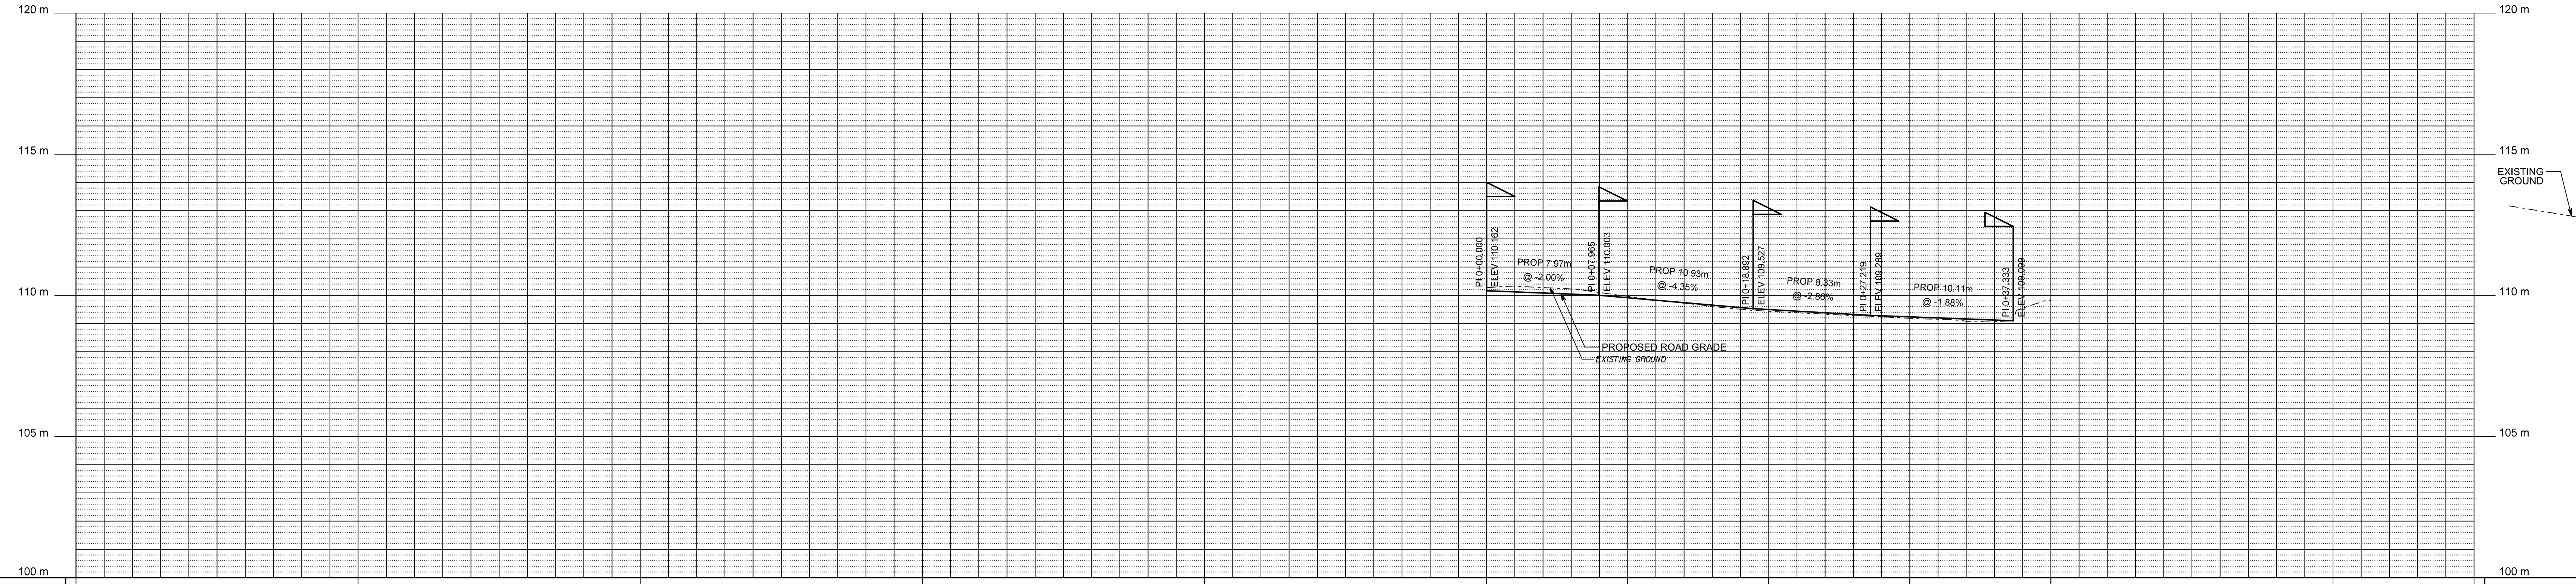 120 m
120 m
115 m
115 m
EXISTING
GROUND
PI 0+00.000
ELEV 110.162
PROP 7.97m
@ -2.00%
PI 0+07.965
ELEV 110.003
PROP 10.93m
@ -4.35%
PI 0+18.892
ELEV 109.527
PROP 8.33m
@ -2.86%
PI 0+27.219
ELEV 109.289
PROP 10.11m
@ -1.88%
PI 0+37.333
ELEV 109.099
110 m
110 m
PROPOSED ROAD GRADE
EXISTING GROUND
105 m
105 m
100 m
100 m